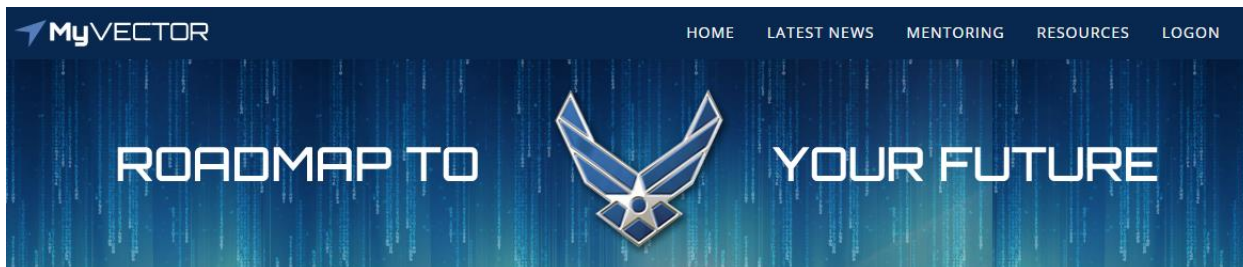 MyVECTOR
HOME LATEST NEWS MENTORING RESOURCES LOGON
ROADMAP TO YOUR FUTURE